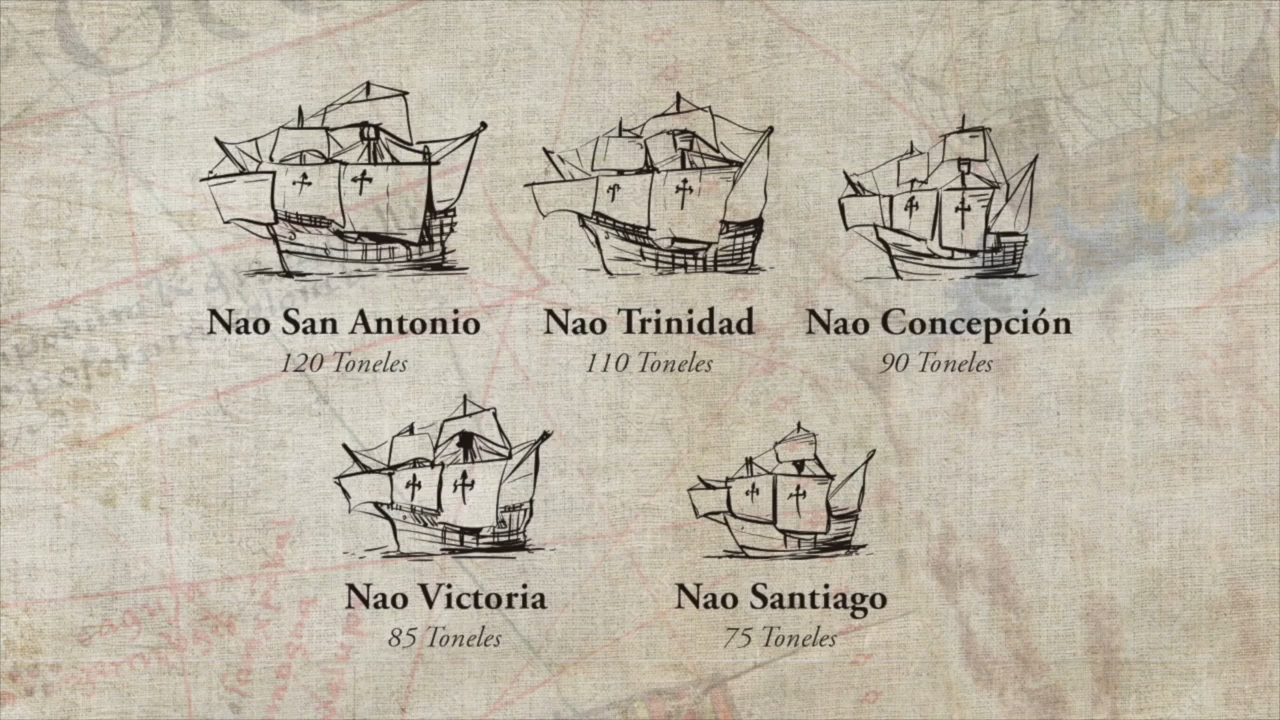 Nao San Antonio
120 Toneles
Nao Trinidad
110 Toneles
Nao Concepción
90 Toneles
Nao Victoria
85 Toneles
Nao Santiago
75 Toneles